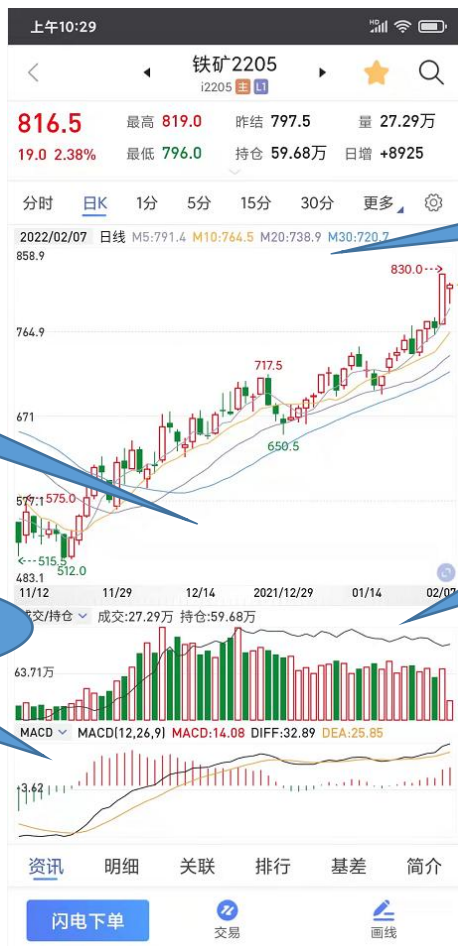 上午10:29
HD
铁矿2205
i2205 主 L1
816.5 最高 819.0 昨结 797.5 量 27.29万
19.0 2.38% 最低 796.0 持仓 59.68万 日增 +8925
分时 日K 1分 5分 15分 30分 更多
2022/02/07 日线 M5:791.4 M10:764.5 M20:738.9 M30:720.7
858.9
830.0
764.9
717.5
671
650.5
577.1
575.0
515.5
512.0
483.1
11/12 11/29 12/14 2021/12/29 01/14 02/07
成交/持仓 成交:27.29万 持仓:59.68万
63.71万
MACD MACD(12,26,9) MACD:14.08 DIFF:32.89 DEA:25.85
-3.62
资讯 明细 关联 排行 基差 简介
闪电下单 交易 画线